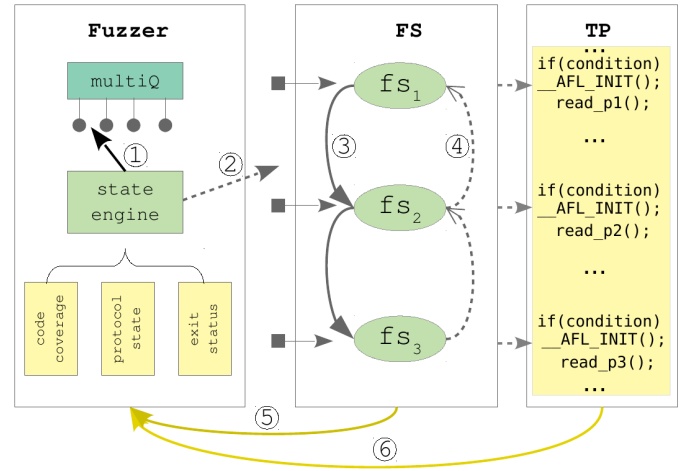 Fuzzer
multiQ
①
②
state
engine
code
coverage
protocol
state
exit
status
FS
fs1
③
④
fs2
fs3
TP
...
if(condition)
__AFL_INIT();
read_p1();
...
if(condition)
__AFL_INIT();
read_p2();
...
if(condition)
__AFL_INIT();
read_p3();
...
⑤
⑥